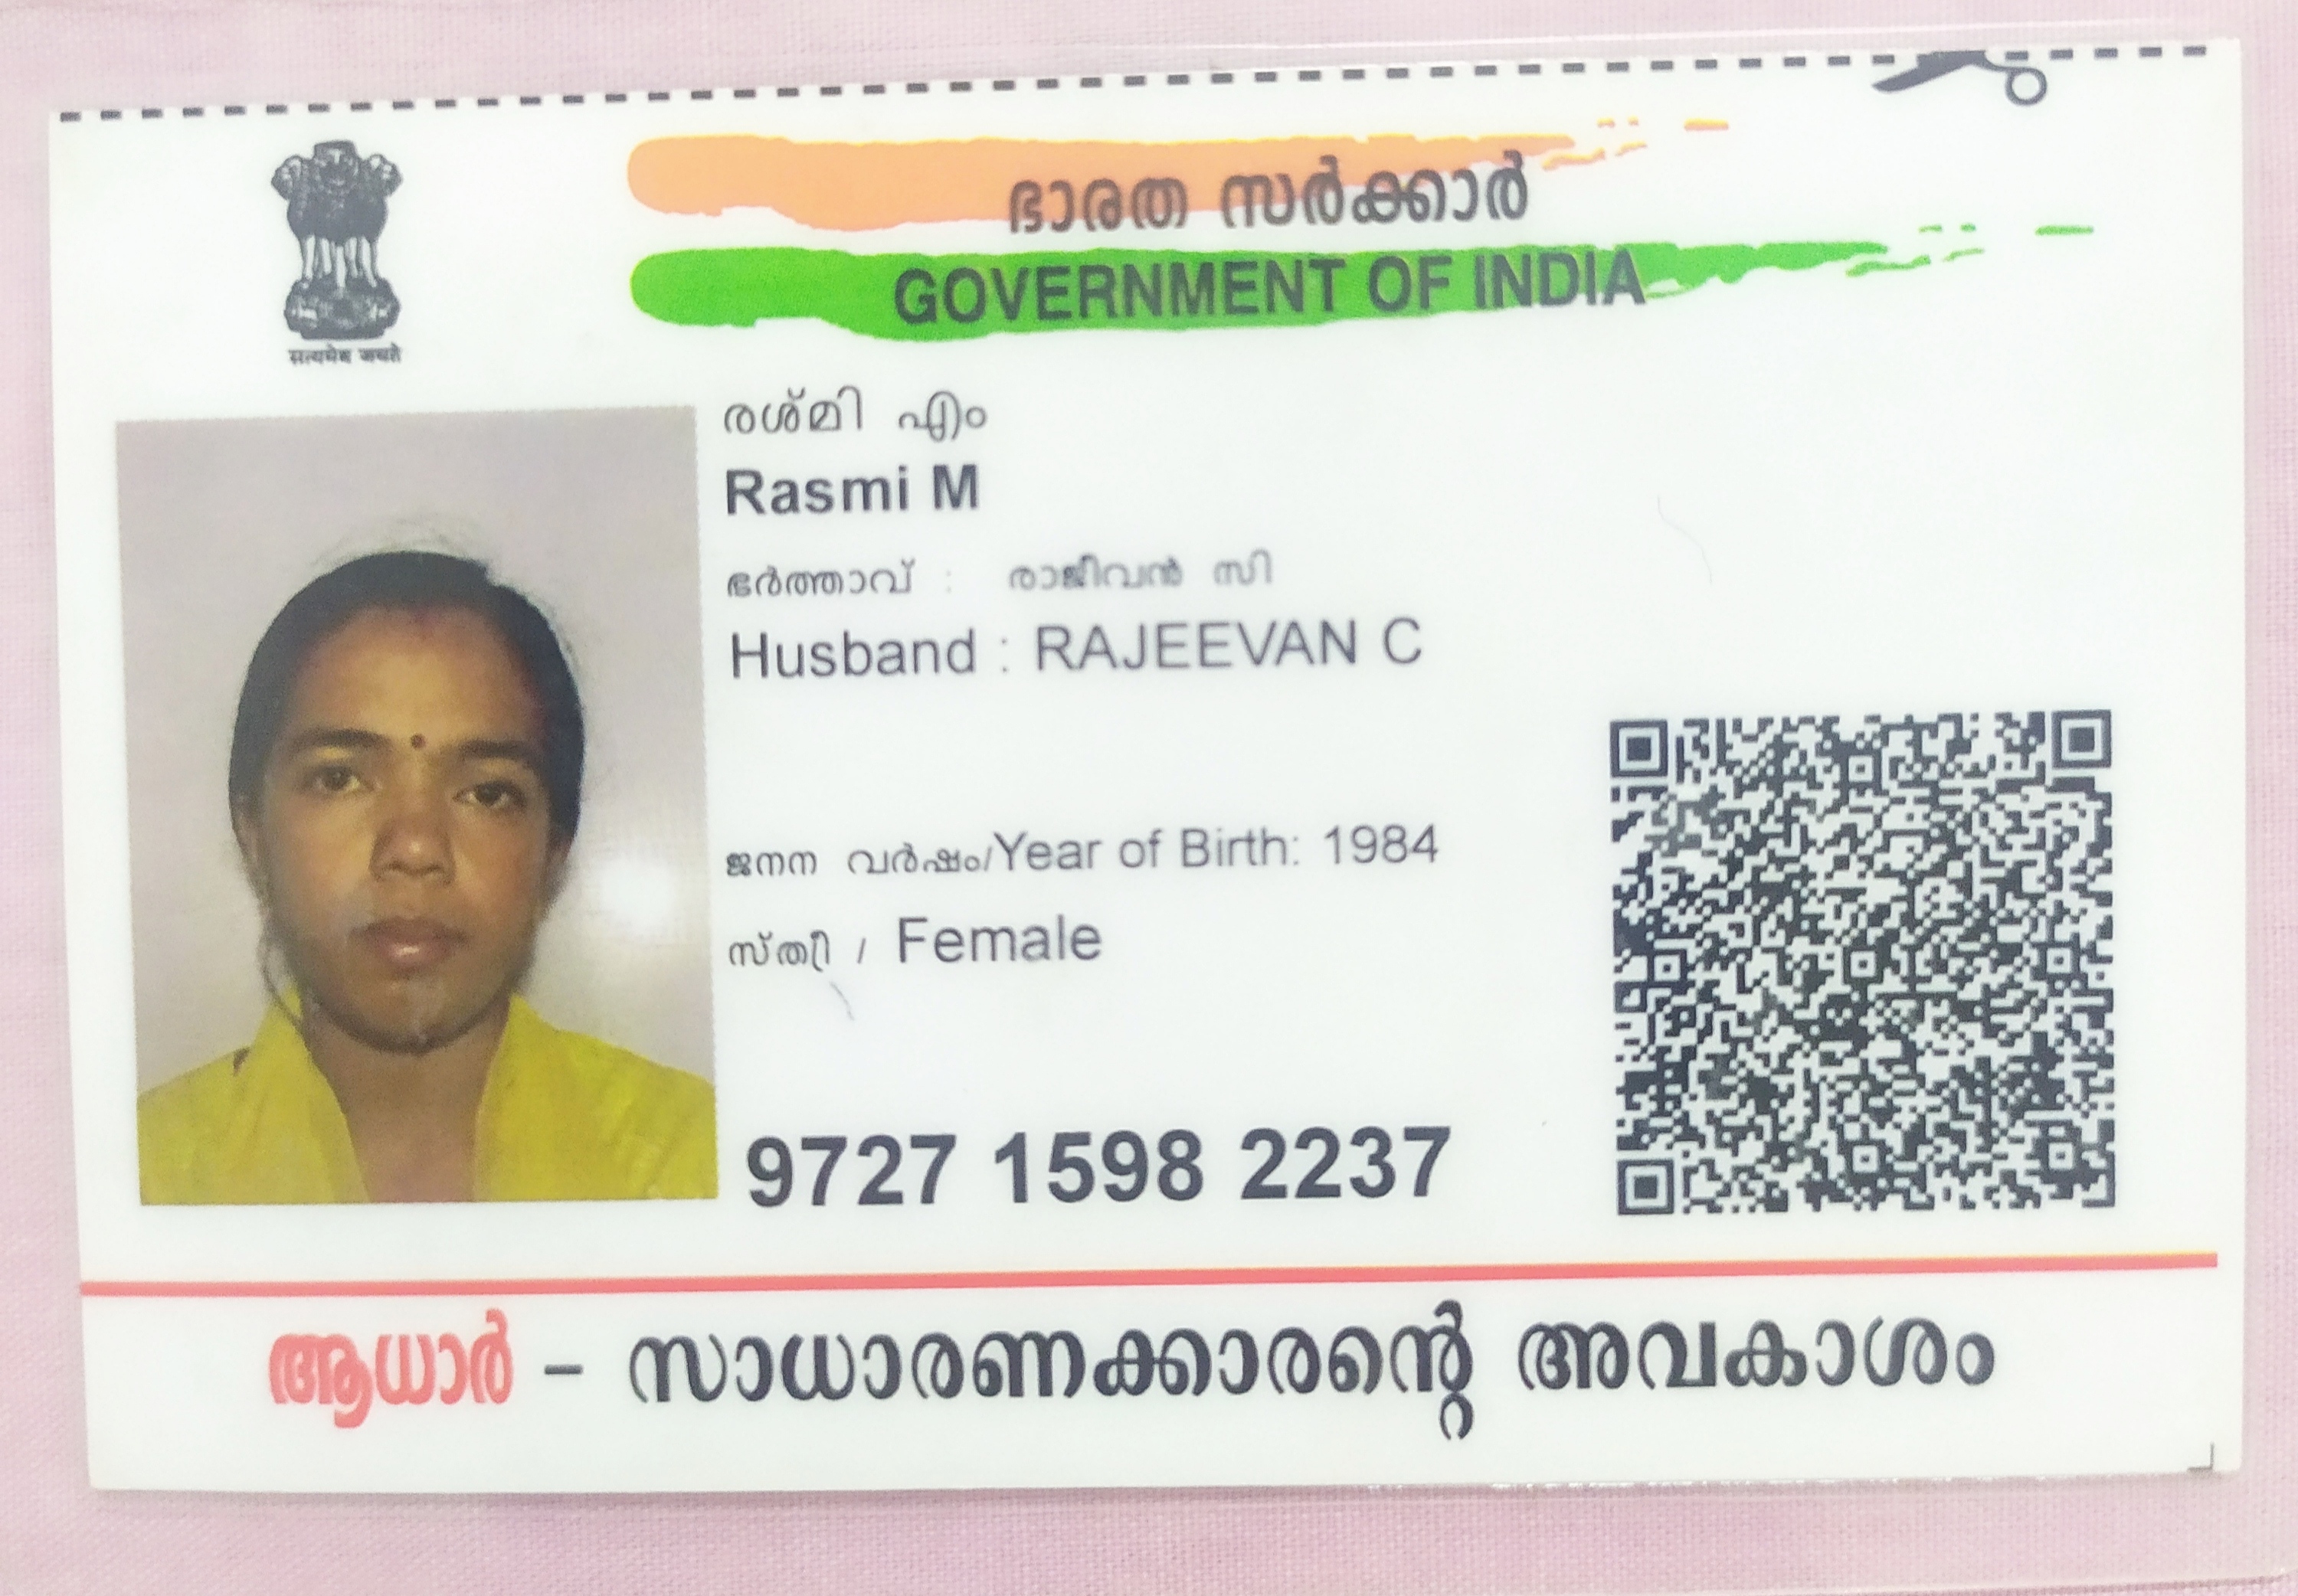 सत्यमेव जयते
ഭാരത സർക്കാർ
GOVERNMENT OF INDIA
രശ്മി എം
Rasmi M
ഭർത്താവ് : രാജീവൻ സി
Husband : RAJEEVAN C
ജനന വർഷം/Year of Birth: 1984
സ്ത്രീ / Female
9727 1598 2237
ആധാർ – സാധാരണക്കാരന്റെ അവകാശം